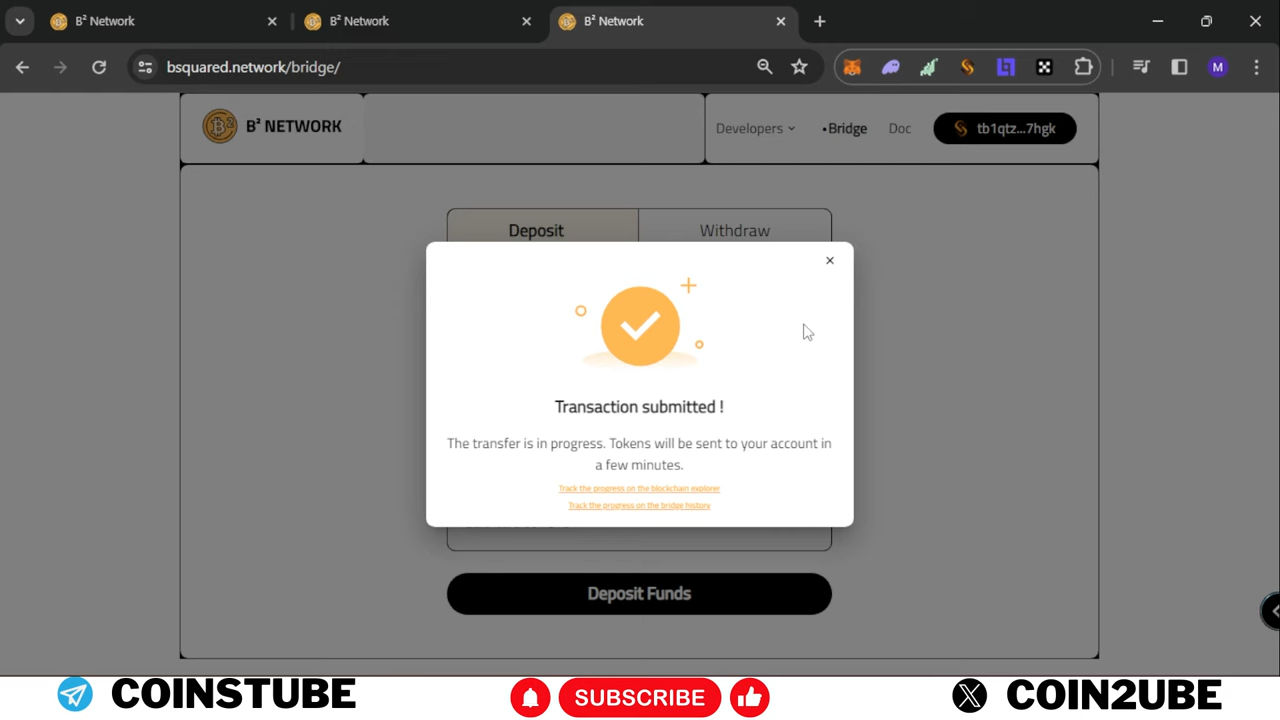 B² Network
B² Network
B² Network
bsquared.network/bridge/
M
B² NETWORK
Developers
•Bridge
Doc
tb1qtz...7hgk
Deposit
Withdraw
Transaction submitted !
The transfer is in progress. Tokens will be sent to your account in
a few minutes.
Track the progress on the blockchain explorer
Track the progress on the bridge history
Deposit Funds
COINSTUBE
SUBSCRIBE
COIN2UBE